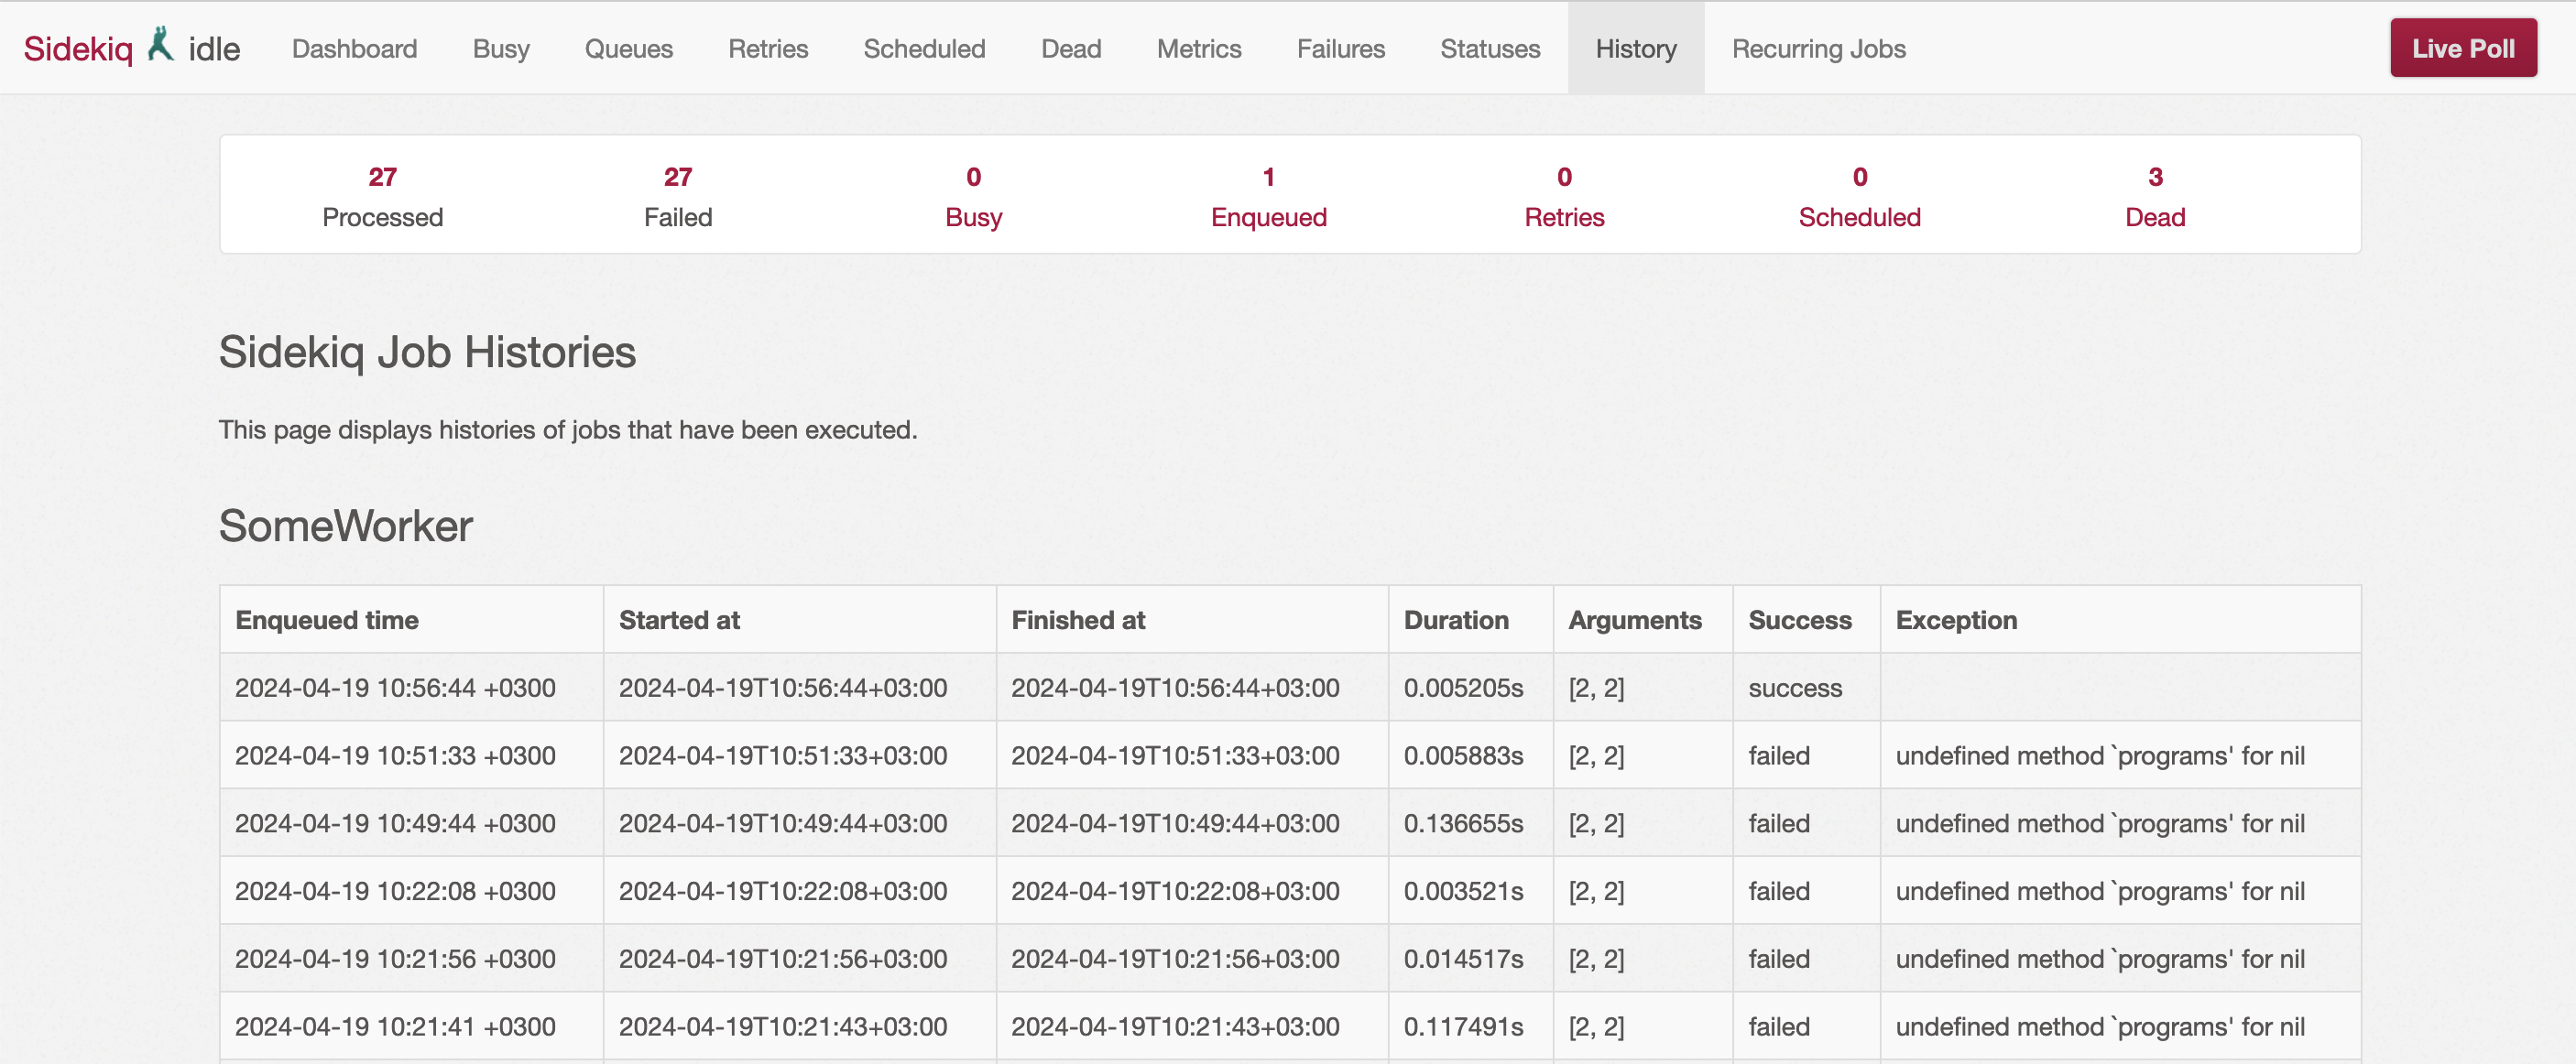 Sidekiq idle Dashboard Busy Queues Retries Scheduled Dead Metrics Failures Statuses History Recurring Jobs Live Poll
27 27 0 1 0 0 3
Processed Failed Busy Enqueued Retries Scheduled Dead
Sidekiq Job Histories
This page displays histories of jobs that have been executed.
SomeWorker
Enqueued time Started at Finished at Duration Arguments Success Exception
2024-04-19 10:56:44 +0300 2024-04-19T10:56:44+03:00 2024-04-19T10:56:44+03:00 0.005205s [2, 2] success
2024-04-19 10:51:33 +0300 2024-04-19T10:51:33+03:00 2024-04-19T10:51:33+03:00 0.005883s [2, 2] failed undefined method `programs' for nil
2024-04-19 10:49:44 +0300 2024-04-19T10:49:44+03:00 2024-04-19T10:49:44+03:00 0.136655s [2, 2] failed undefined method `programs' for nil
2024-04-19 10:22:08 +0300 2024-04-19T10:22:08+03:00 2024-04-19T10:22:08+03:00 0.003521s [2, 2] failed undefined method `programs' for nil
2024-04-19 10:21:56 +0300 2024-04-19T10:21:56+03:00 2024-04-19T10:21:56+03:00 0.014517s [2, 2] failed undefined method `programs' for nil
2024-04-19 10:21:41 +0300 2024-04-19T10:21:43+03:00 2024-04-19T10:21:43+03:00 0.117491s [2, 2] failed undefined method `programs' for nil